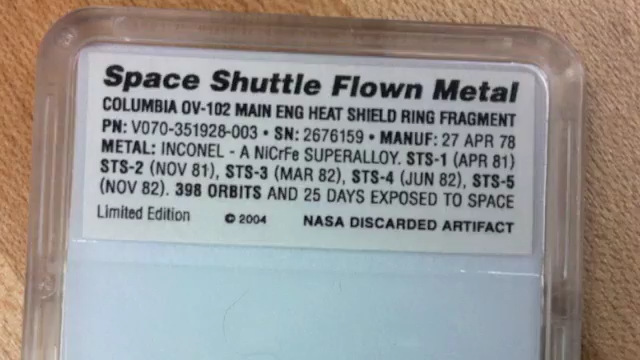 Space Shuttle Flown Metal
COLUMBIA OV-102 MAIN ENG HEAT SHIELD RING FRAGMENT
PN: V070-351928-003 • SN: 2676159 • MANUF: 27 APR 78
METAL: INCONEL - A NiCrFe SUPERALLOY. STS-1 (APR 81)
STS-2 (NOV 81), STS-3 (MAR 82), STS-4 (JUN 82), STS-5
(NOV 82). 398 ORBITS AND 25 DAYS EXPOSED TO SPACE
Limited Edition © 2004 NASA DISCARDED ARTIFACT